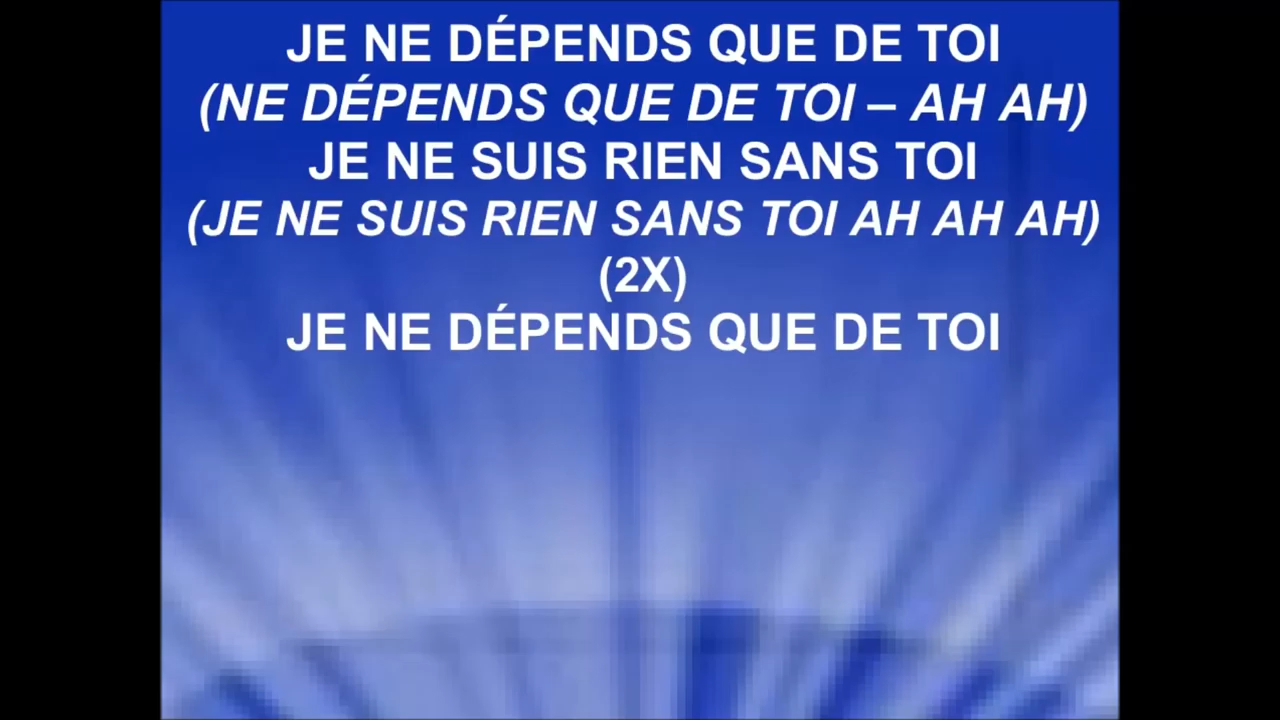 JE NE DÉPENDS QUE DE TOI
(NE DÉPENDS QUE DE TOI – AH AH)
JE NE SUIS RIEN SANS TOI
(JE NE SUIS RIEN SANS TOI AH AH AH)
(2X)
JE NE DÉPENDS QUE DE TOI